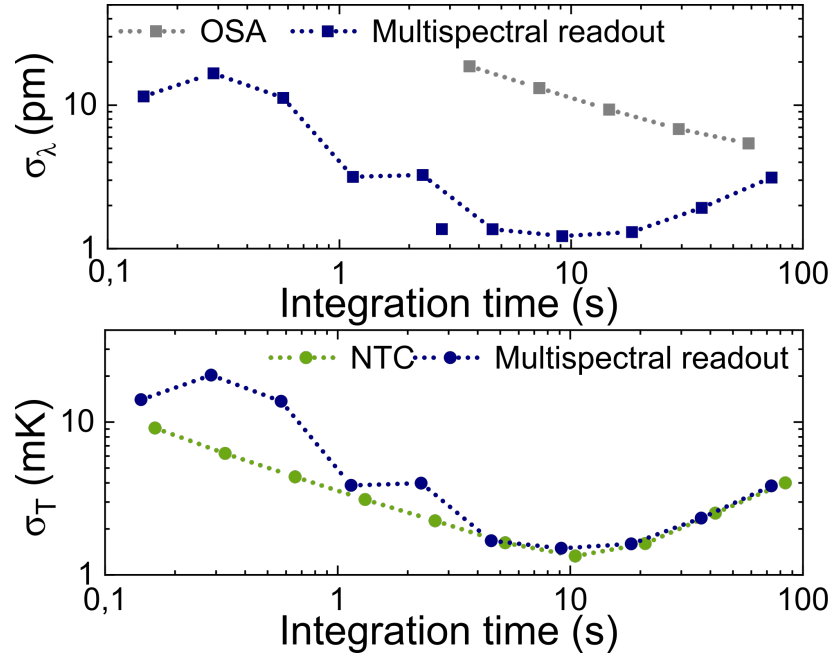 OSA Multispectral readout
10
1
σλ (pm)
0,1 1 10 100
Integration time (s)
NTC Multispectral readout
10
1
σT (mK)
0,1 1 10 100
Integration time (s)